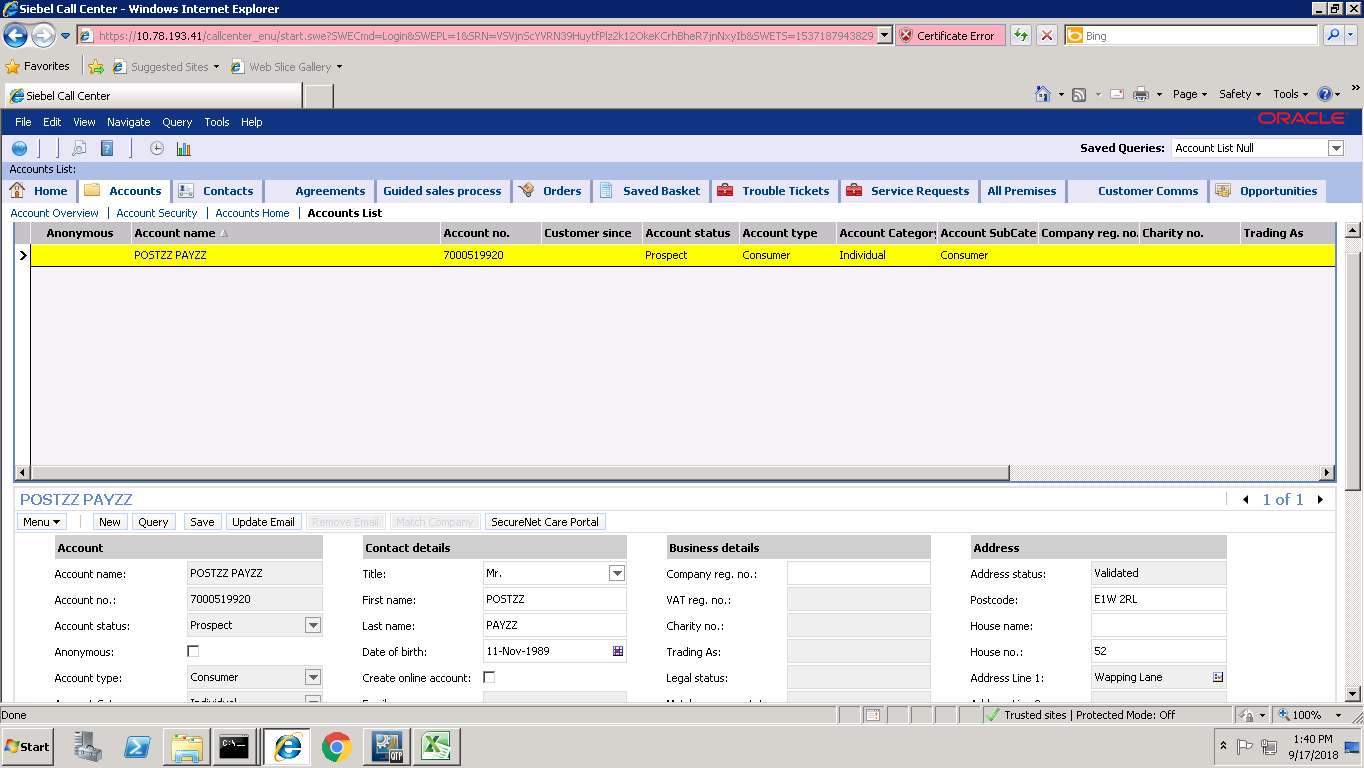 Siebel Call Center - Windows Internet Explorer
https://10.78.193.41/callcenter_enu/start.swe?SWECmd=Login&SWEPL=1&SRN=VSVjnScYVRN39HuytfPlz2k12OkeKCrhBheR7jnNxyIb&SWETS=1537187943829 Certificate Error Bing
Favorites Suggested Sites Web Slice Gallery
Siebel Call Center Page Safety Tools
File Edit View Navigate Query Tools Help ORACLE
Saved Queries: Account List Null
Accounts List:
Home Accounts Contacts Agreements Guided sales process Orders Saved Basket Trouble Tickets Service Requests All Premises Customer Comms Opportunities
Account Overview | Account Security | Accounts Home | Accounts List
Anonymous Account name Account no. Customer since Account status Account type Account Category Account SubCate Company reg. no. Charity no. Trading As
POSTZZ PAYZZ 7000519920 Prospect Consumer Individual Consumer
POSTZZ PAYZZ 1 of 1
Menu New Query Save Update Email Remove Email Match Company SecureNet Care Portal
Account Contact details Business details Address
Account name: POSTZZ PAYZZ Title: Mr. Company reg. no.: Address status: Validated
Account no.: 7000519920 First name: POSTZZ VAT reg. no.: Postcode: E1W 2RL
Account status: Prospect Last name: PAYZZ Charity no.: House name:
Anonymous: Date of birth: 11-Nov-1989 Trading As: House no.: 52
Account type: Consumer Create online account: Legal status: Address Line 1: Wapping Lane
Done Trusted sites | Protected Mode: Off 100%
Start C:\ QTP 1:40 PM
9/17/2018